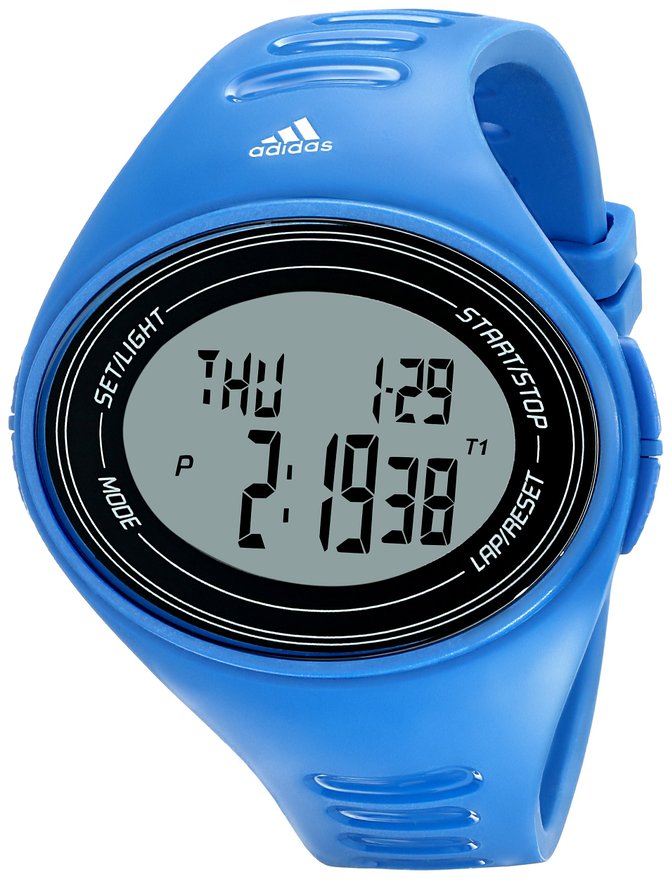 adidas
SET/LIGHT
START/STOP
THU 1-29
P 2:19 38 T1
MODE
LAP/RESET